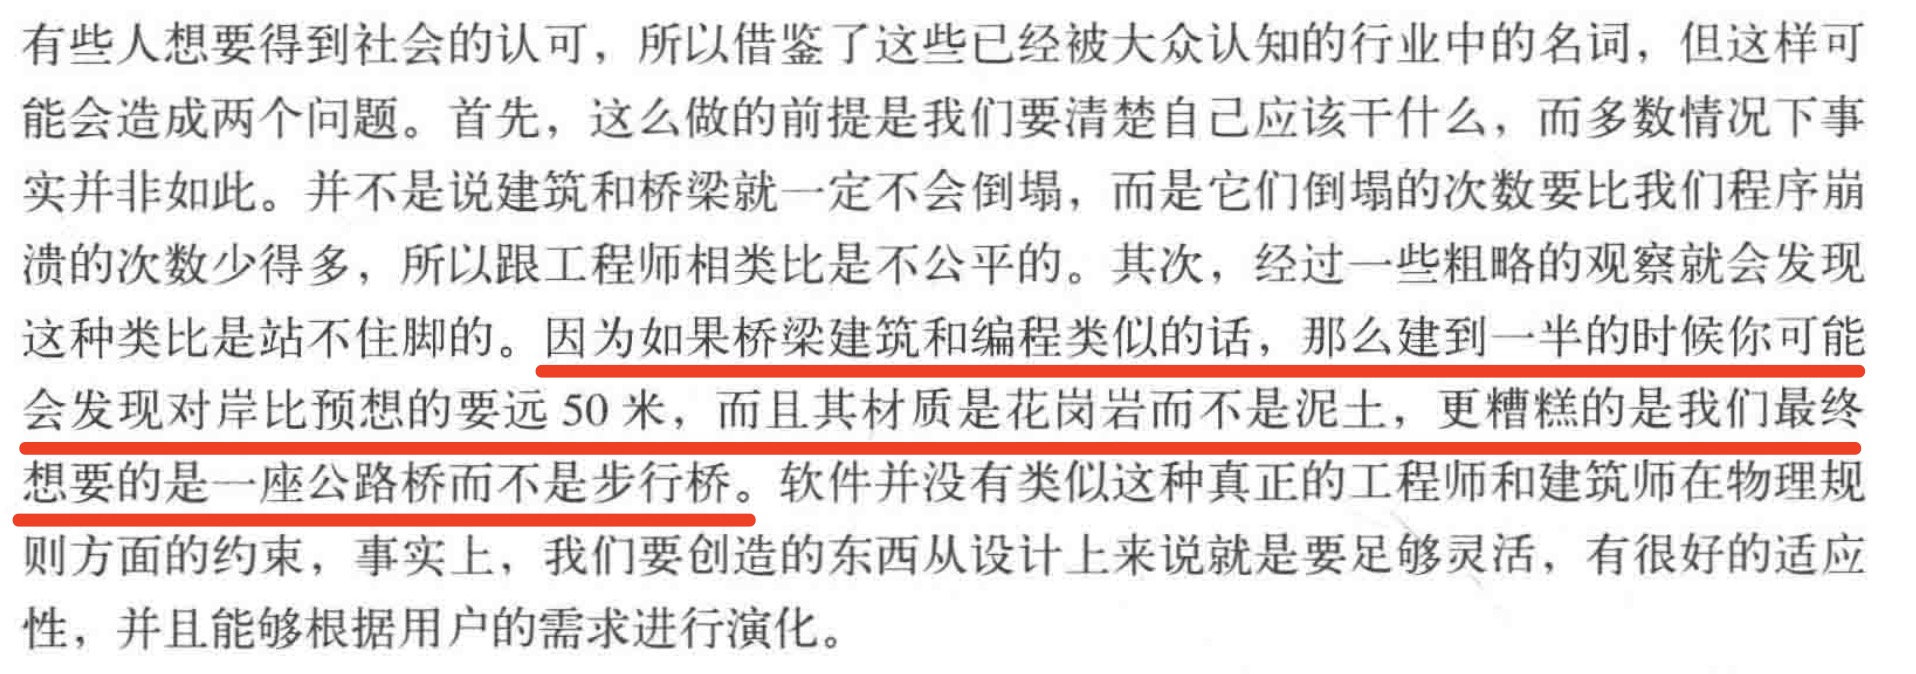 有些人想要得到社会的认可，所以借鉴了这些已经被大众认知的行业中的名词，但这样可
能会造成两个问题。首先，这么做的前提是我们要清楚自己应该干什么，而多数情况下事
实并非如此。并不是说建筑和桥梁就一定不会倒塌，而是它们倒塌的次数要比我们程序崩
溃的次数少得多，所以跟工程师相类比是不公平的。其次，经过一些粗略的观察就会发现
这种类比是站不住脚的。因为如果桥梁建筑和编程类似的话，那么建到一半的时候你可能
会发现对岸比预想的要远 50 米，而且其材质是花岗岩而不是泥土，更糟糕的是我们最终
想要的是一座公路桥而不是步行桥。软件并没有类似这种真正的工程师和建筑师在物理规
则方面的约束，事实上，我们要创造的东西从设计上来说就是要足够灵活，有很好的适应
性，并且能够根据用户的需求进行演化。